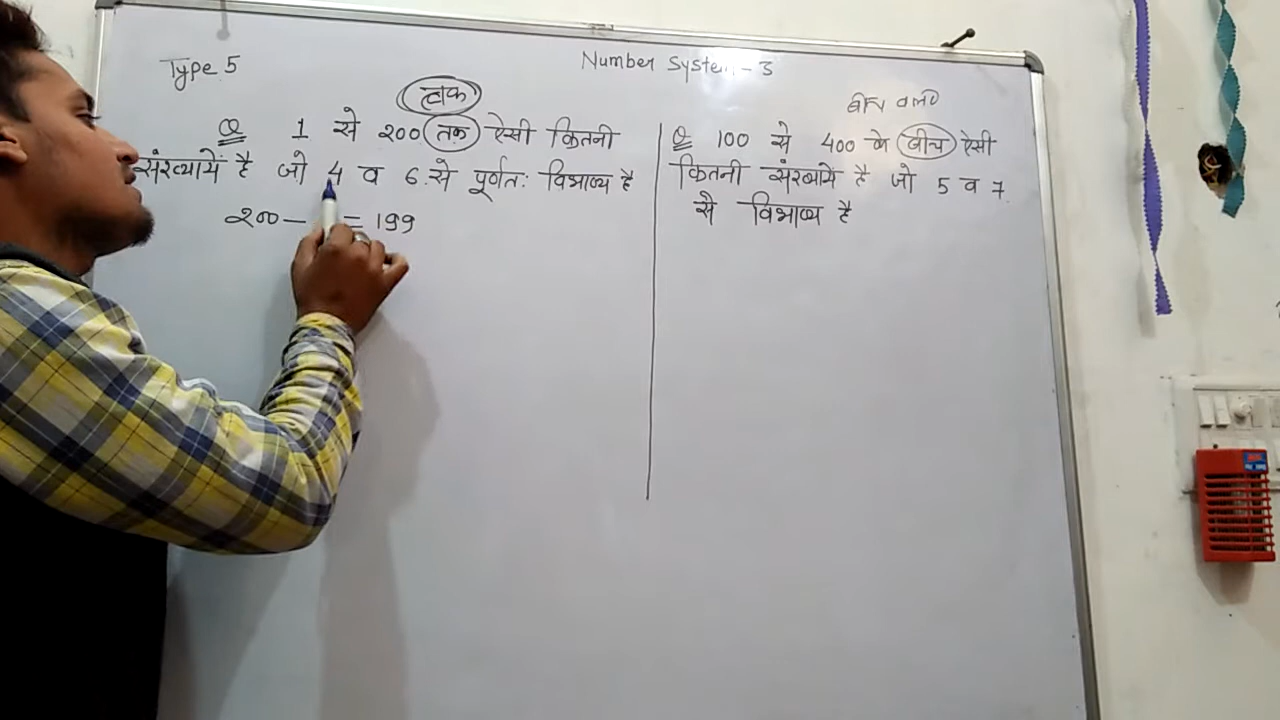 Type 5
Number System - 3
तक
Q 1 से 200 तक ऐसी कितनी
संख्यायें है जो 4 व 6 से पूर्णतः विभाज्य है
200 – = 199
बीच वाली
Q 100 से 400 के बीच ऐसी
कितनी संख्यायें है जो 5 व 7
से विभाज्य है